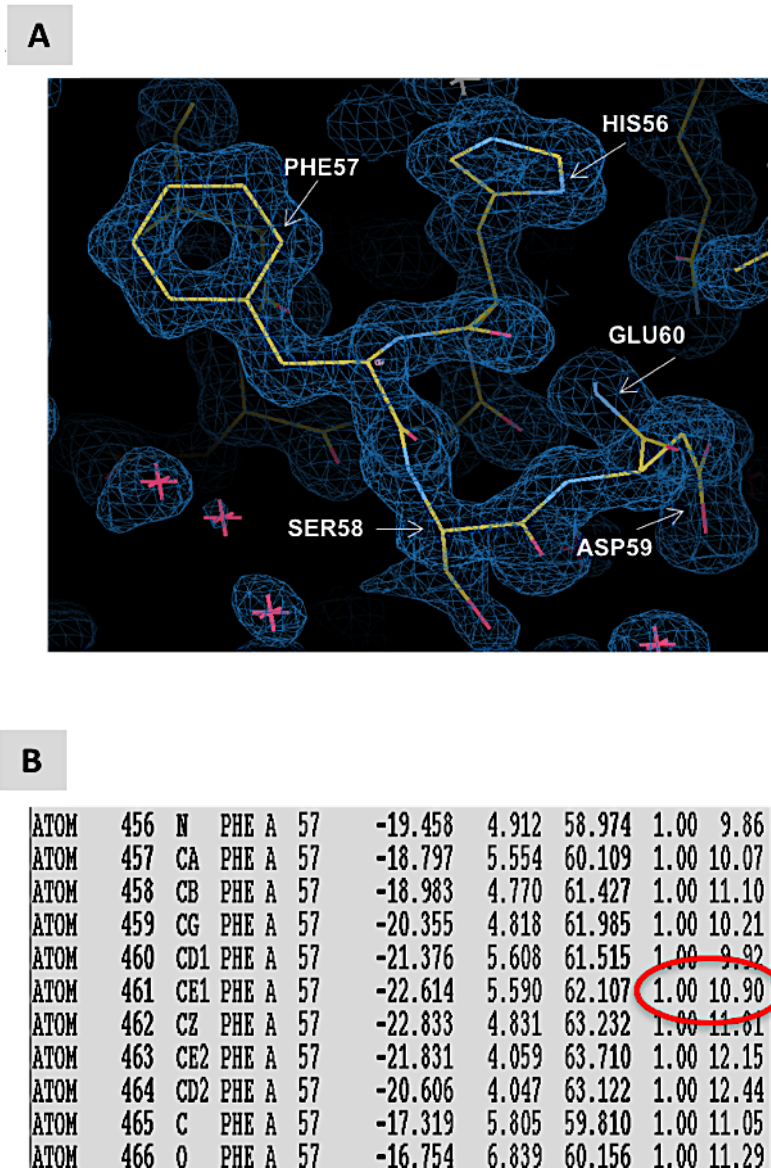 A
HIS56
PHE57
GLU60
SER58
ASP59
B
ATOM 456 N PHE A 57 -19.458 4.912 58.974 1.00 9.86
ATOM 457 CA PHE A 57 -18.797 5.554 60.109 1.00 10.07
ATOM 458 CB PHE A 57 -18.983 4.770 61.427 1.00 11.10
ATOM 459 CG PHE A 57 -20.355 4.818 61.985 1.00 10.21
ATOM 460 CD1 PHE A 57 -21.376 5.608 61.515 1.00 9.92
ATOM 461 CE1 PHE A 57 -22.614 5.590 62.107 1.00 10.90
ATOM 462 CZ PHE A 57 -22.833 4.831 63.232 1.00 11.81
ATOM 463 CE2 PHE A 57 -21.831 4.059 63.710 1.00 12.15
ATOM 464 CD2 PHE A 57 -20.606 4.047 63.122 1.00 12.44
ATOM 465 C PHE A 57 -17.319 5.805 59.810 1.00 11.05
ATOM 466 O PHE A 57 -16.754 6.839 60.156 1.00 11.29